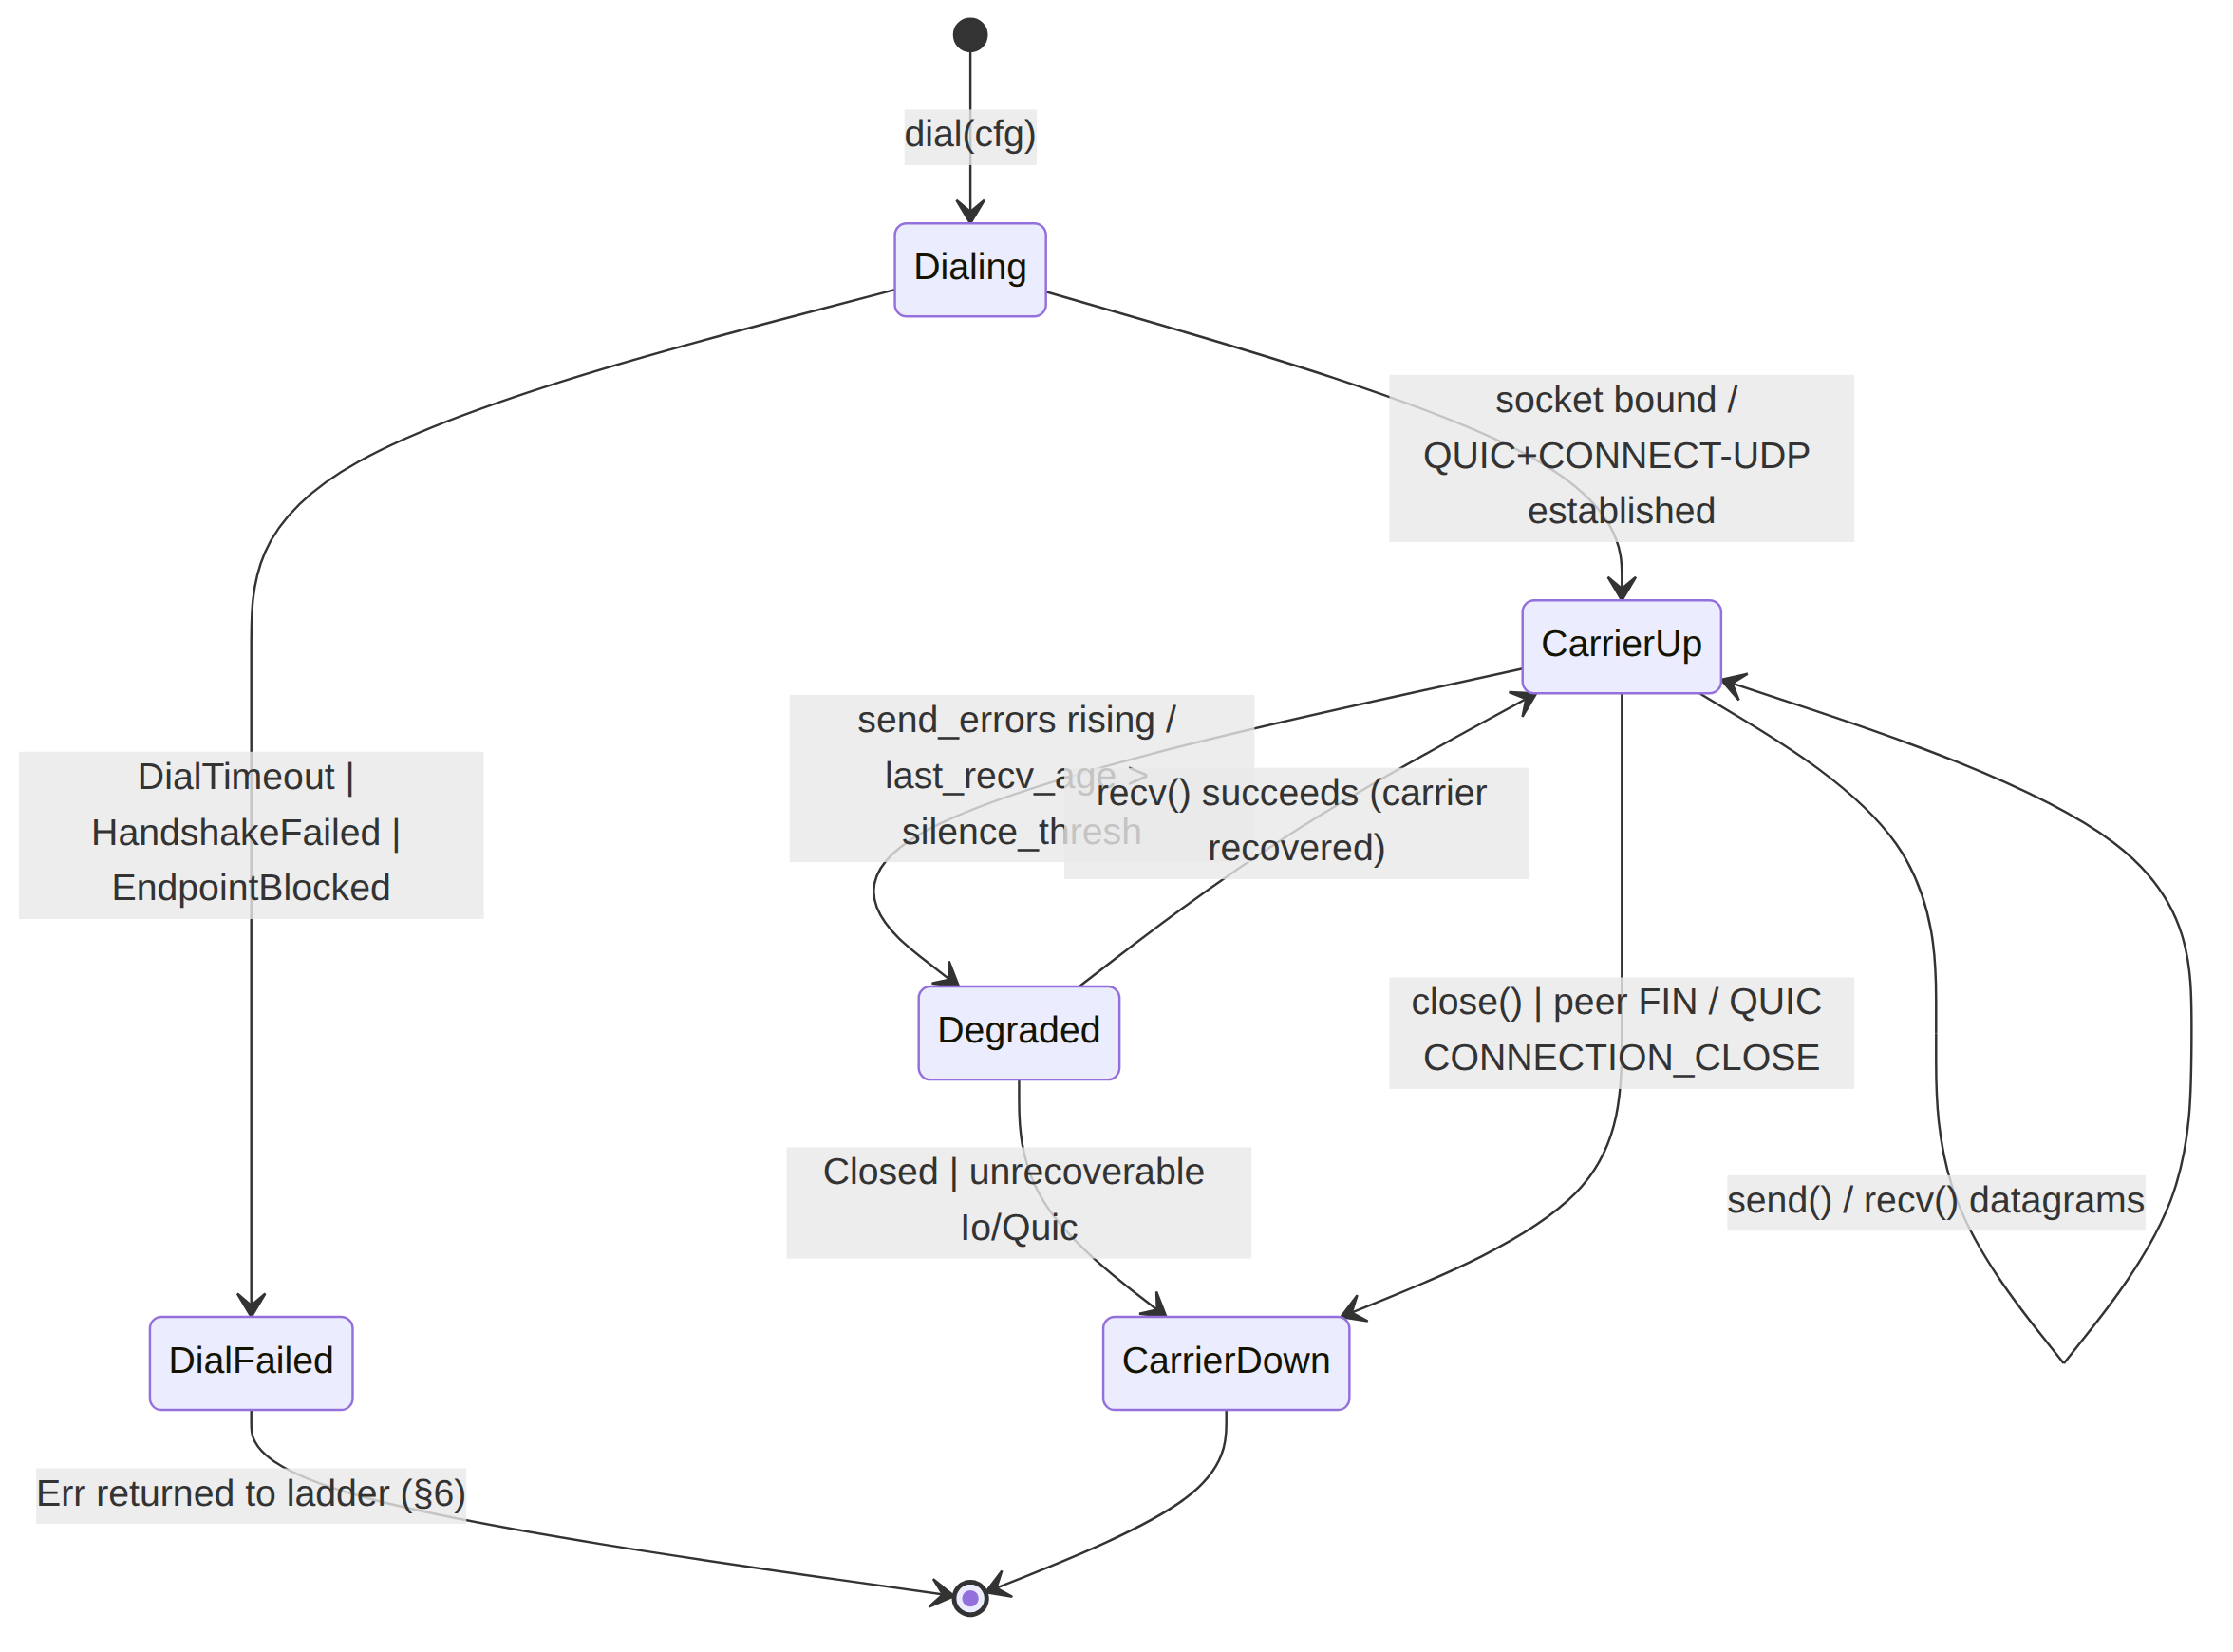 dial(cfg)
Dialing
socket bound /
QUIC+CONNECT-UDP
established
CarrierUp
send_errors rising /
last_recv_age >
silence_thresh
recv() succeeds (carrier
recovered)
DialTimeout |
HandshakeFailed |
EndpointBlocked
Degraded
close() | peer FIN / QUIC
CONNECTION_CLOSE
Closed | unrecoverable
Io/Quic
send() / recv() datagrams
DialFailed
CarrierDown
Err returned to ladder (§6)